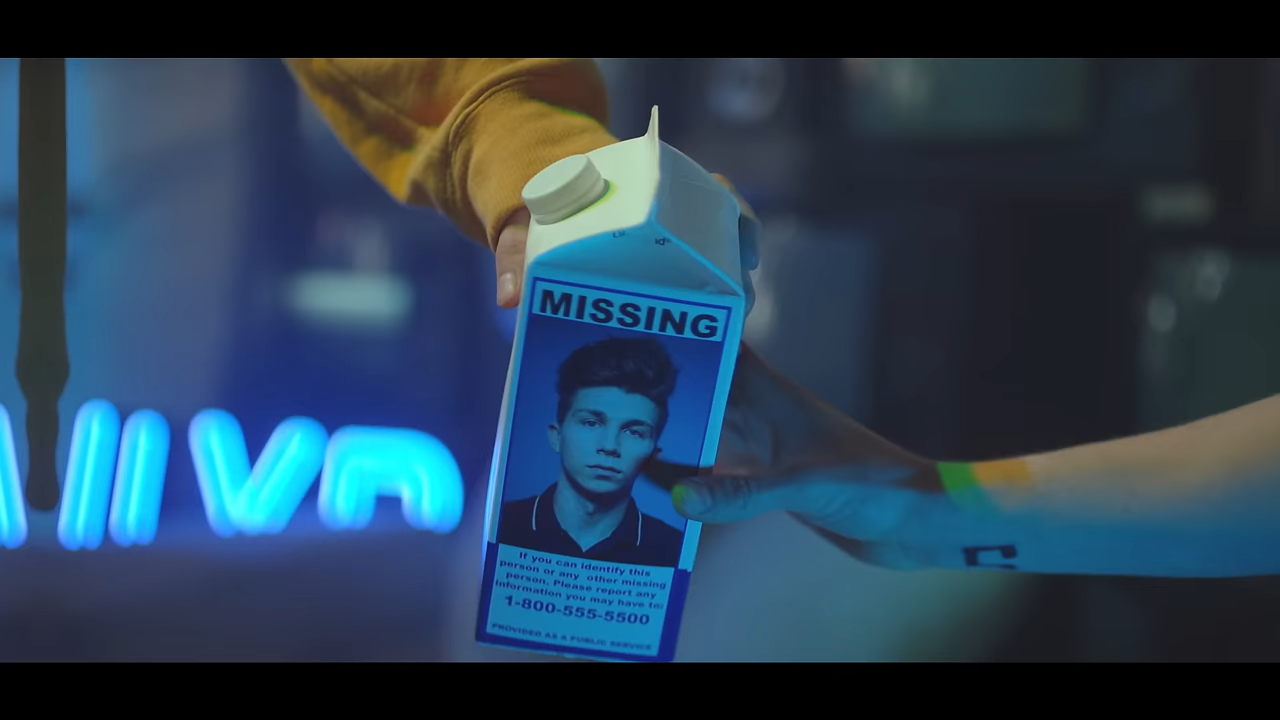 MISSING
If you can identify this
person or any other missing
person. Please report any
information you may have to:
1-800-555-5500
PROVIDED AS A PUBLIC SERVICE